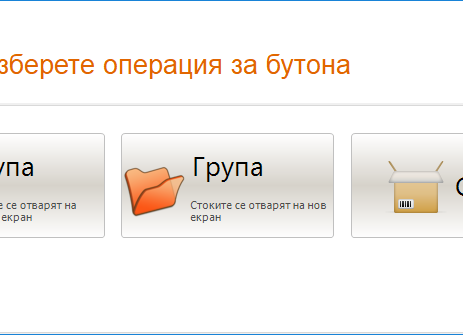 зберете операция за бутона
упа
е се отварят на
екран
Група
Стоките се отварят на нов
екран